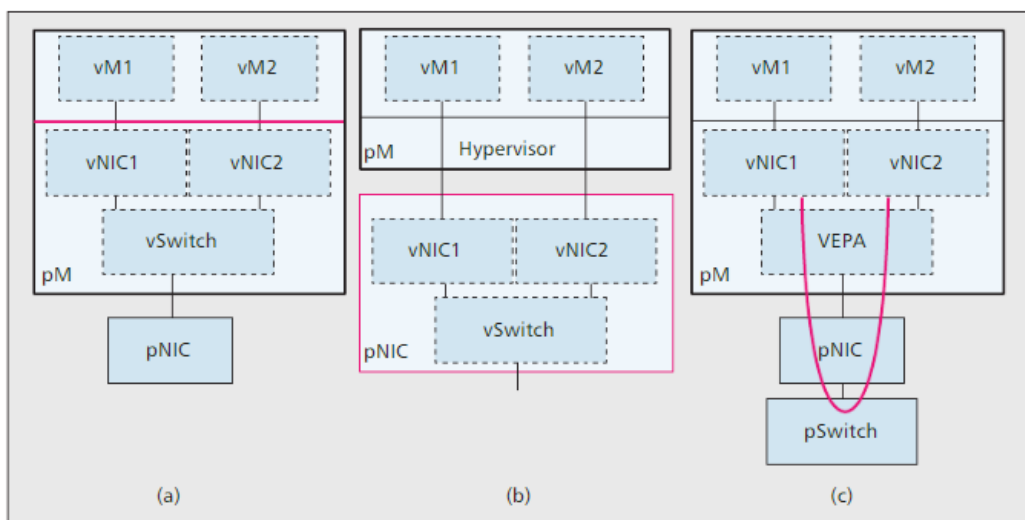 vM1 vM2
vNIC1 vNIC2
vSwitch
pM
pNIC
(a)
vM1 vM2
pM Hypervisor
vNIC1 vNIC2
vSwitch
pNIC
(b)
vM1 vM2
pM
vNIC1 vNIC2
VEPA
pM
pNIC
pSwitch
(c)